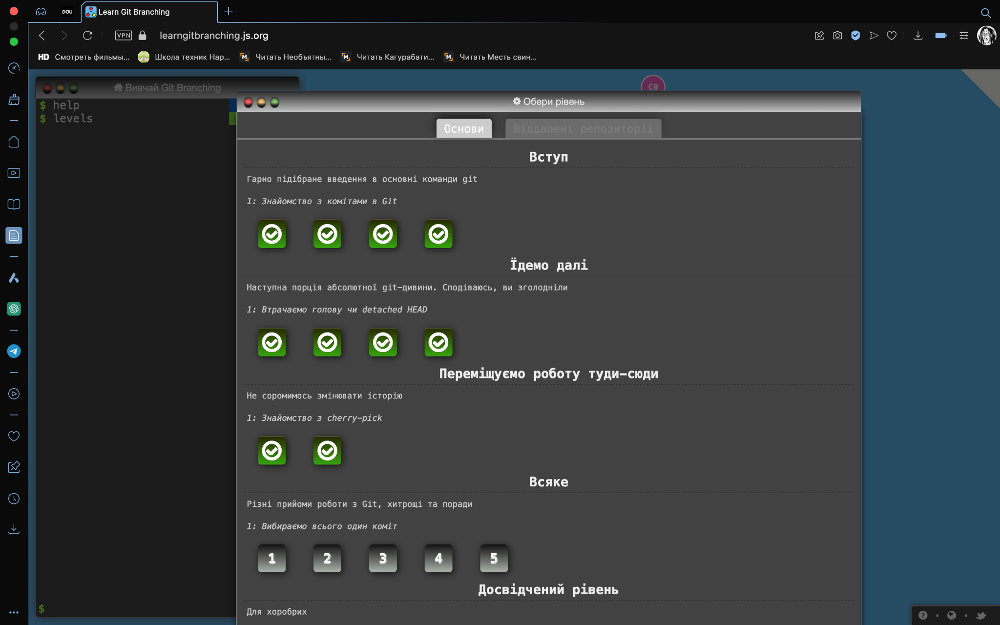 DOU
Learn Git Branching
VPN
learngitbranching.js.org
HD Смотреть фильмы...
Школа техник Нар...
Читать Необъятны...
Читать Кагурабати...
Читать Месть свин...
Вивчай Git Branching
C0
$ help
$ levels
Обери рівень
Основи
Віддалені репозиторії
Вступ
Гарно підібране введення в основні команди git
1: Знайомство з комітами в Git
Їдемо далі
Наступна порція абсолютної git-дивини. Сподіваюсь, ви зголодніли
1: Втрачаємо голову чи detached HEAD
Переміщуємо роботу туди-сюди
Не соромимось змінювати історію
1: Знайомство з cherry-pick
Всяке
Різні прийоми роботи з Git, хитрощі та поради
1: Вибираємо всього один коміт
1 2 3 4 5
Досвідчений рівень
$
Для хоробрих